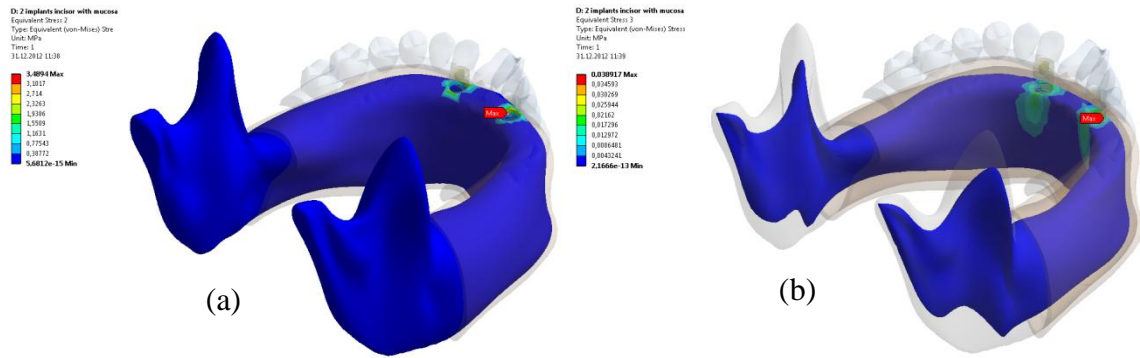 D: 2 implants incisor with mucosa
Equivalent Stress 2
Type: Equivalent (von-Mises) Stre
Unit: MPa
Time: 1
31.12.2012 11:38
3,4894 Max
3,1017
2,714
2,3263
1,9386
1,5509
1,1631
0,77543
0,38772
5,6812e-15 Min
Max
(a)
D: 2 implants incisor with mucosa
Equivalent Stress 3
Type: Equivalent (von-Mises) Stress
Unit: MPa
Time: 1
31.12.2012 11:39
0,038917 Max
0,034593
0,030269
0,025944
0,02162
0,017296
0,012972
0,0086481
0,0043241
2,1666e-13 Min
Max
(b)